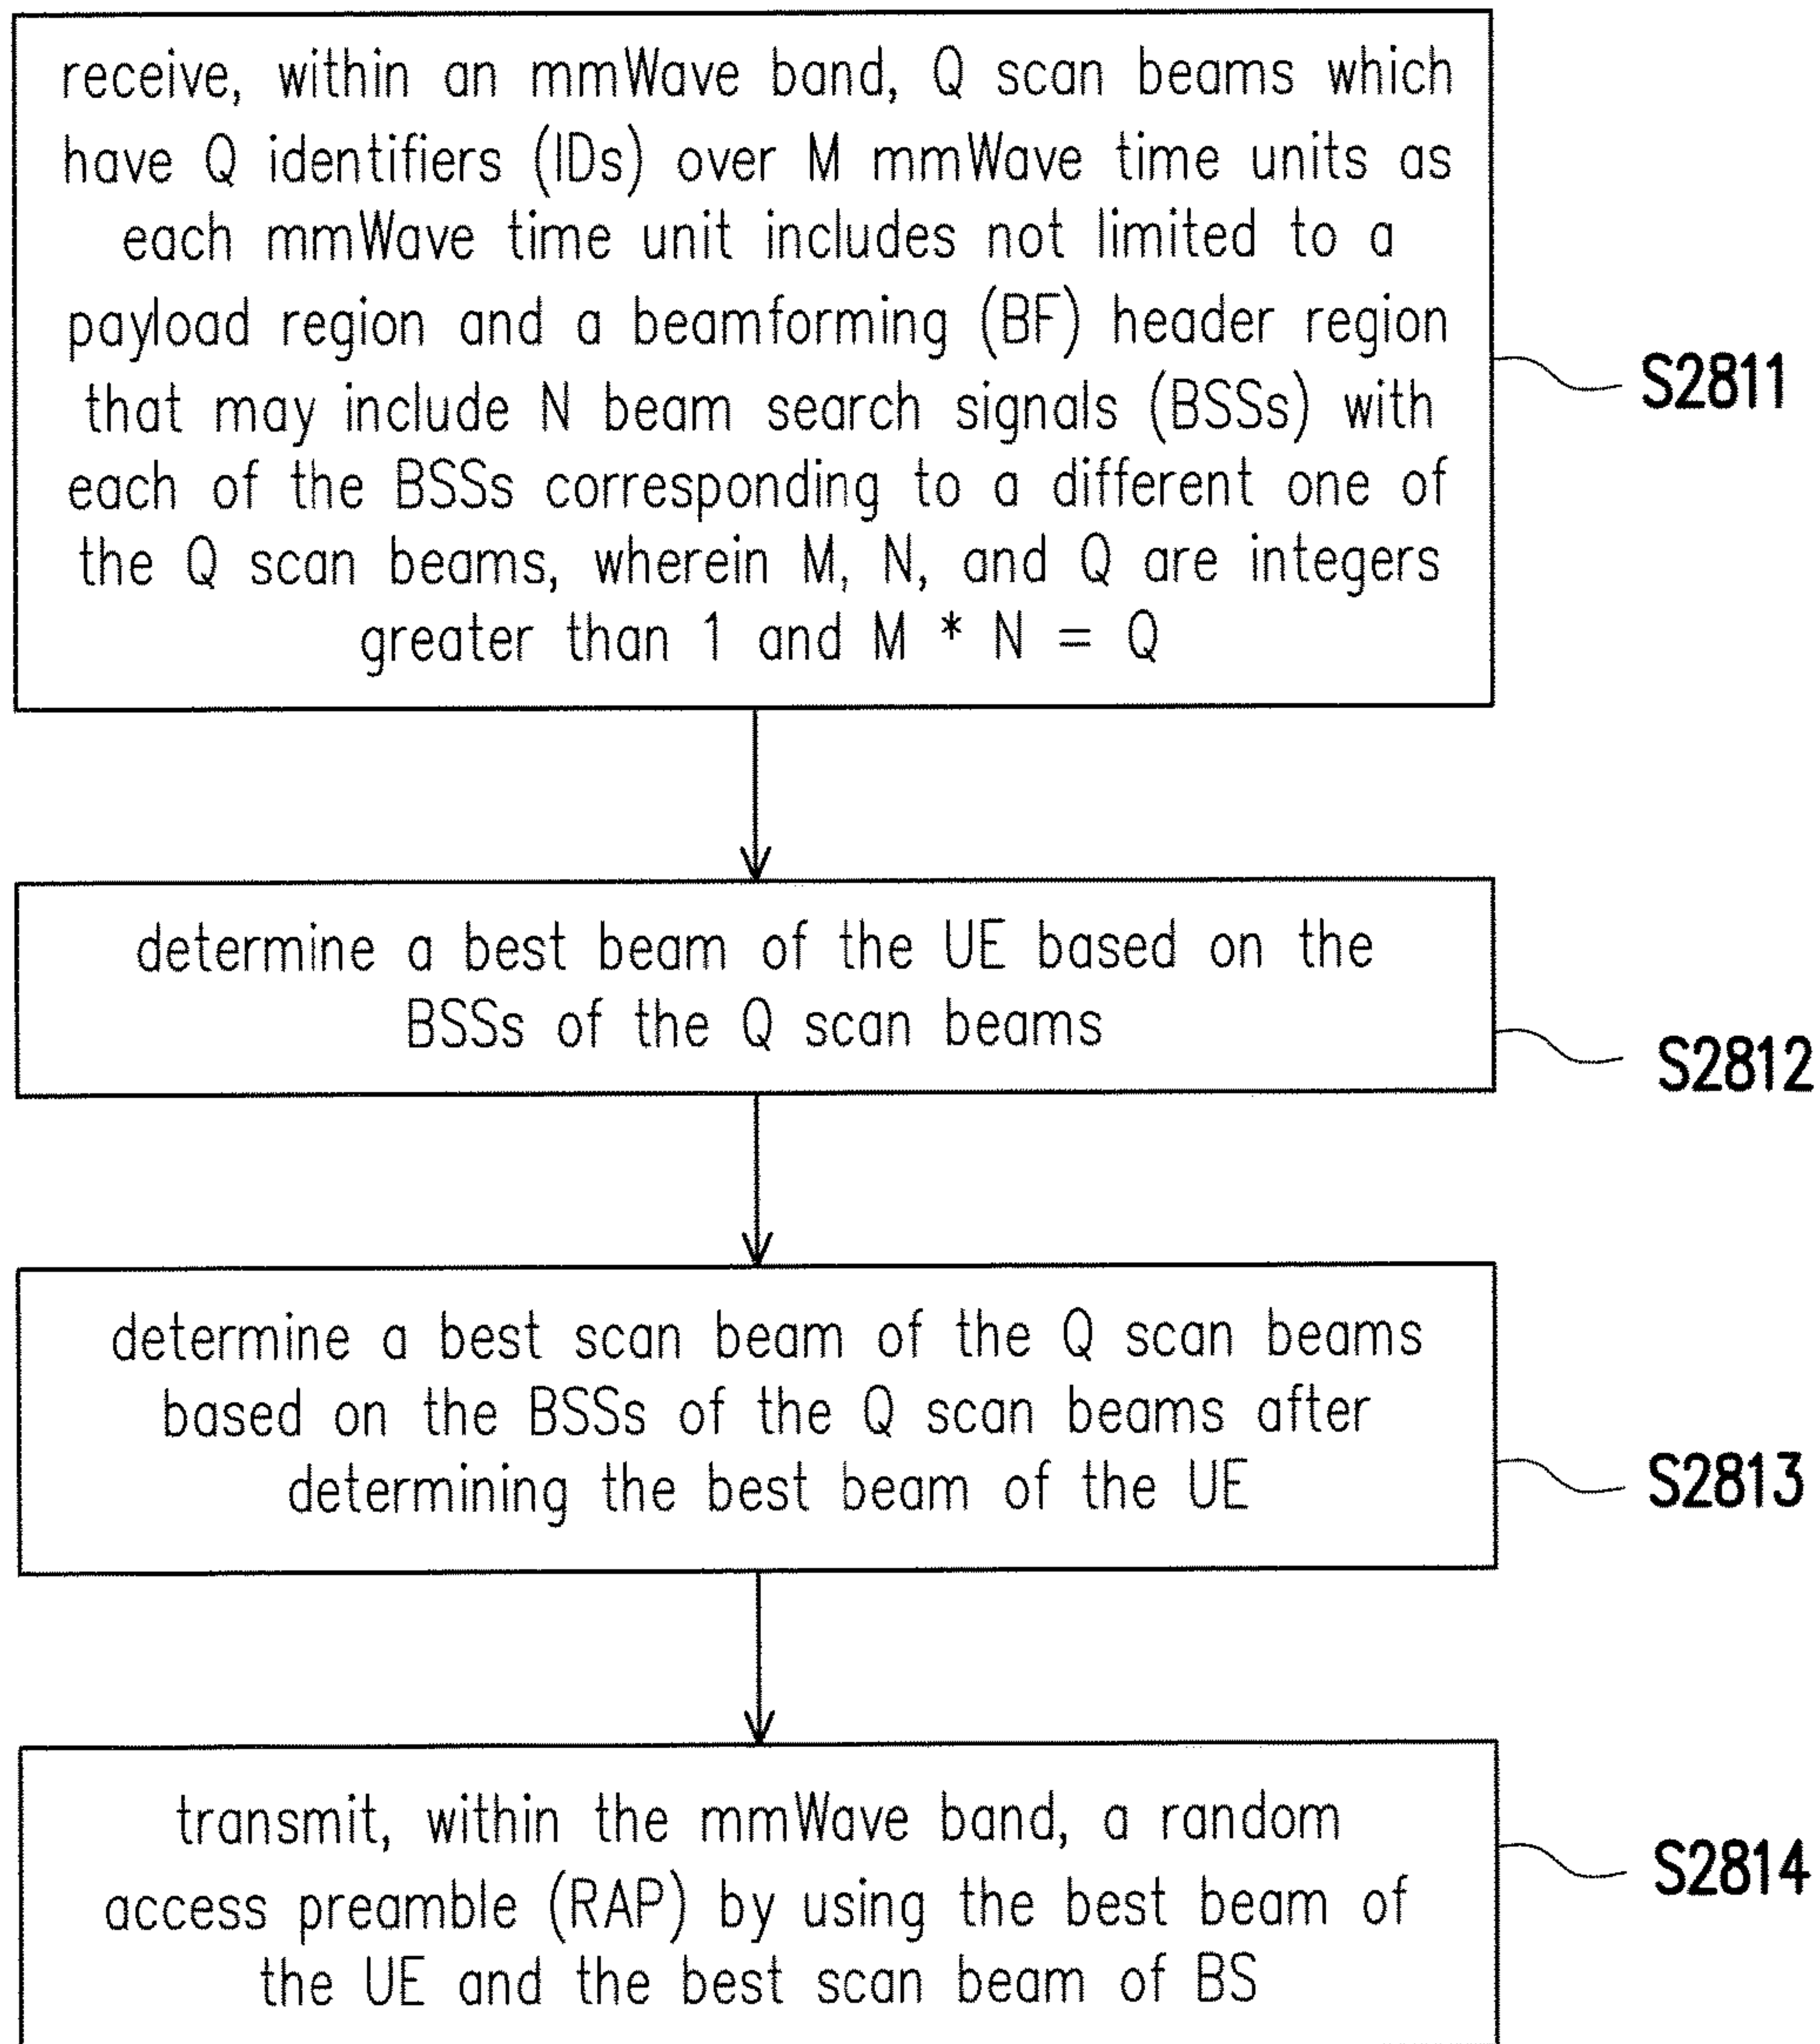 receive, within an mmWave band, Q scan beams which
have Q identifiers (IDs) over M mmWave time units as
each mmWave time unit includes not limited to a
payload region and a beamforming (BF) header region
that may include N beam search signals (BSSs) with
each of the BSSs corresponding to a different one of
the Q scan beams, wherein M, N, and Q are integers
greater than 1 and M * N = Q
S2811
determine a best beam of the UE based on the
BSSs of the Q scan beams
S2812
determine a best scan beam of the Q scan beams
based on the BSSs of the Q scan beams after
determining the best beam of the UE
S2813
transmit, within the mmWave band, a random
access preamble (RAP) by using the best beam of
the UE and the best scan beam of BS
S2814